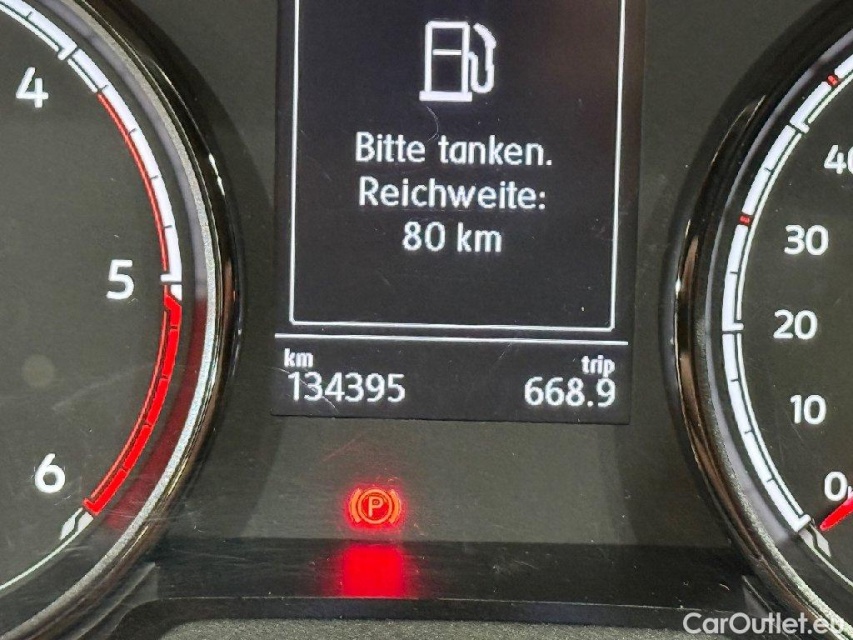 4
5
6
Bitte tanken.
Reichweite:
80 km
km
134395
trip
668.9
P
40
30
20
10
0
CarOutlet.eu